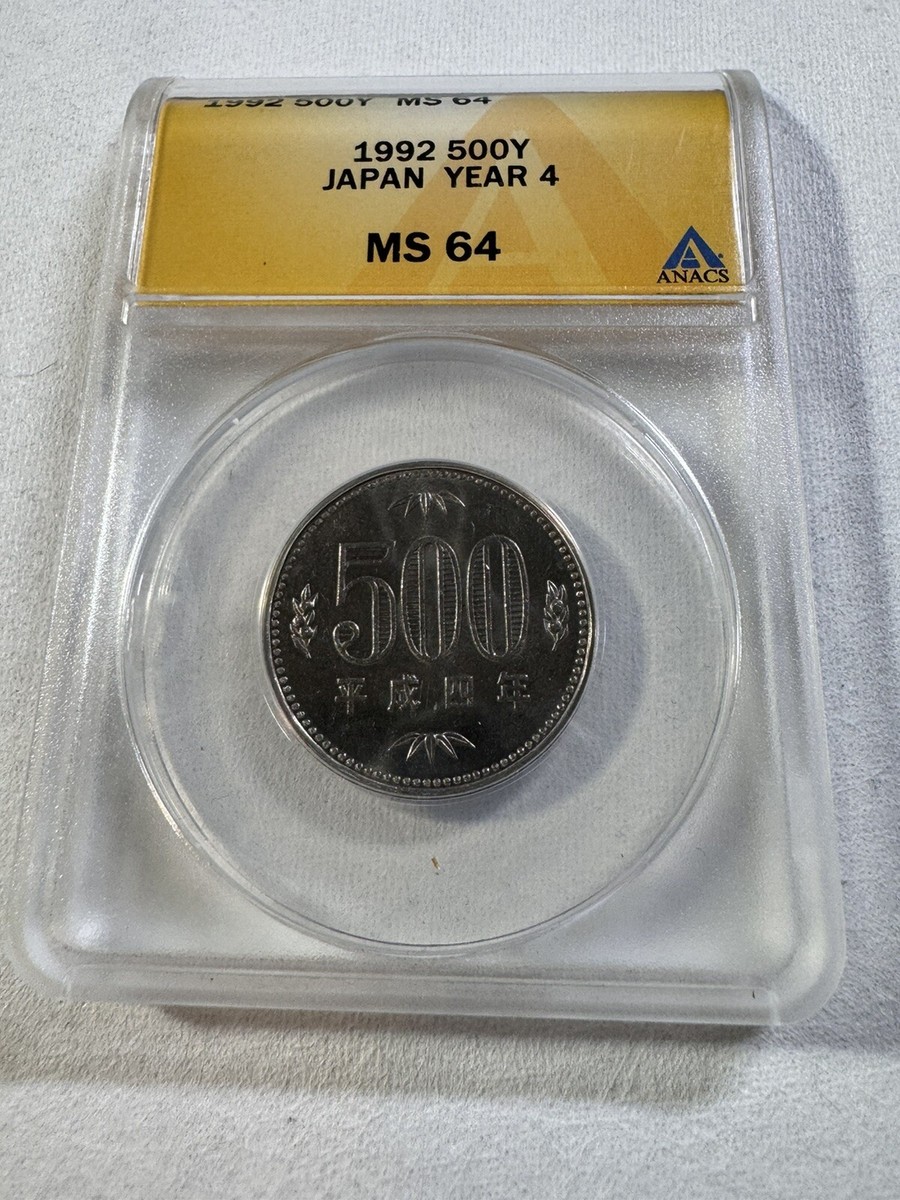 1992 500Y MS 64
1992 500Y
JAPAN YEAR 4
MS 64
ANACS
500
平成四年